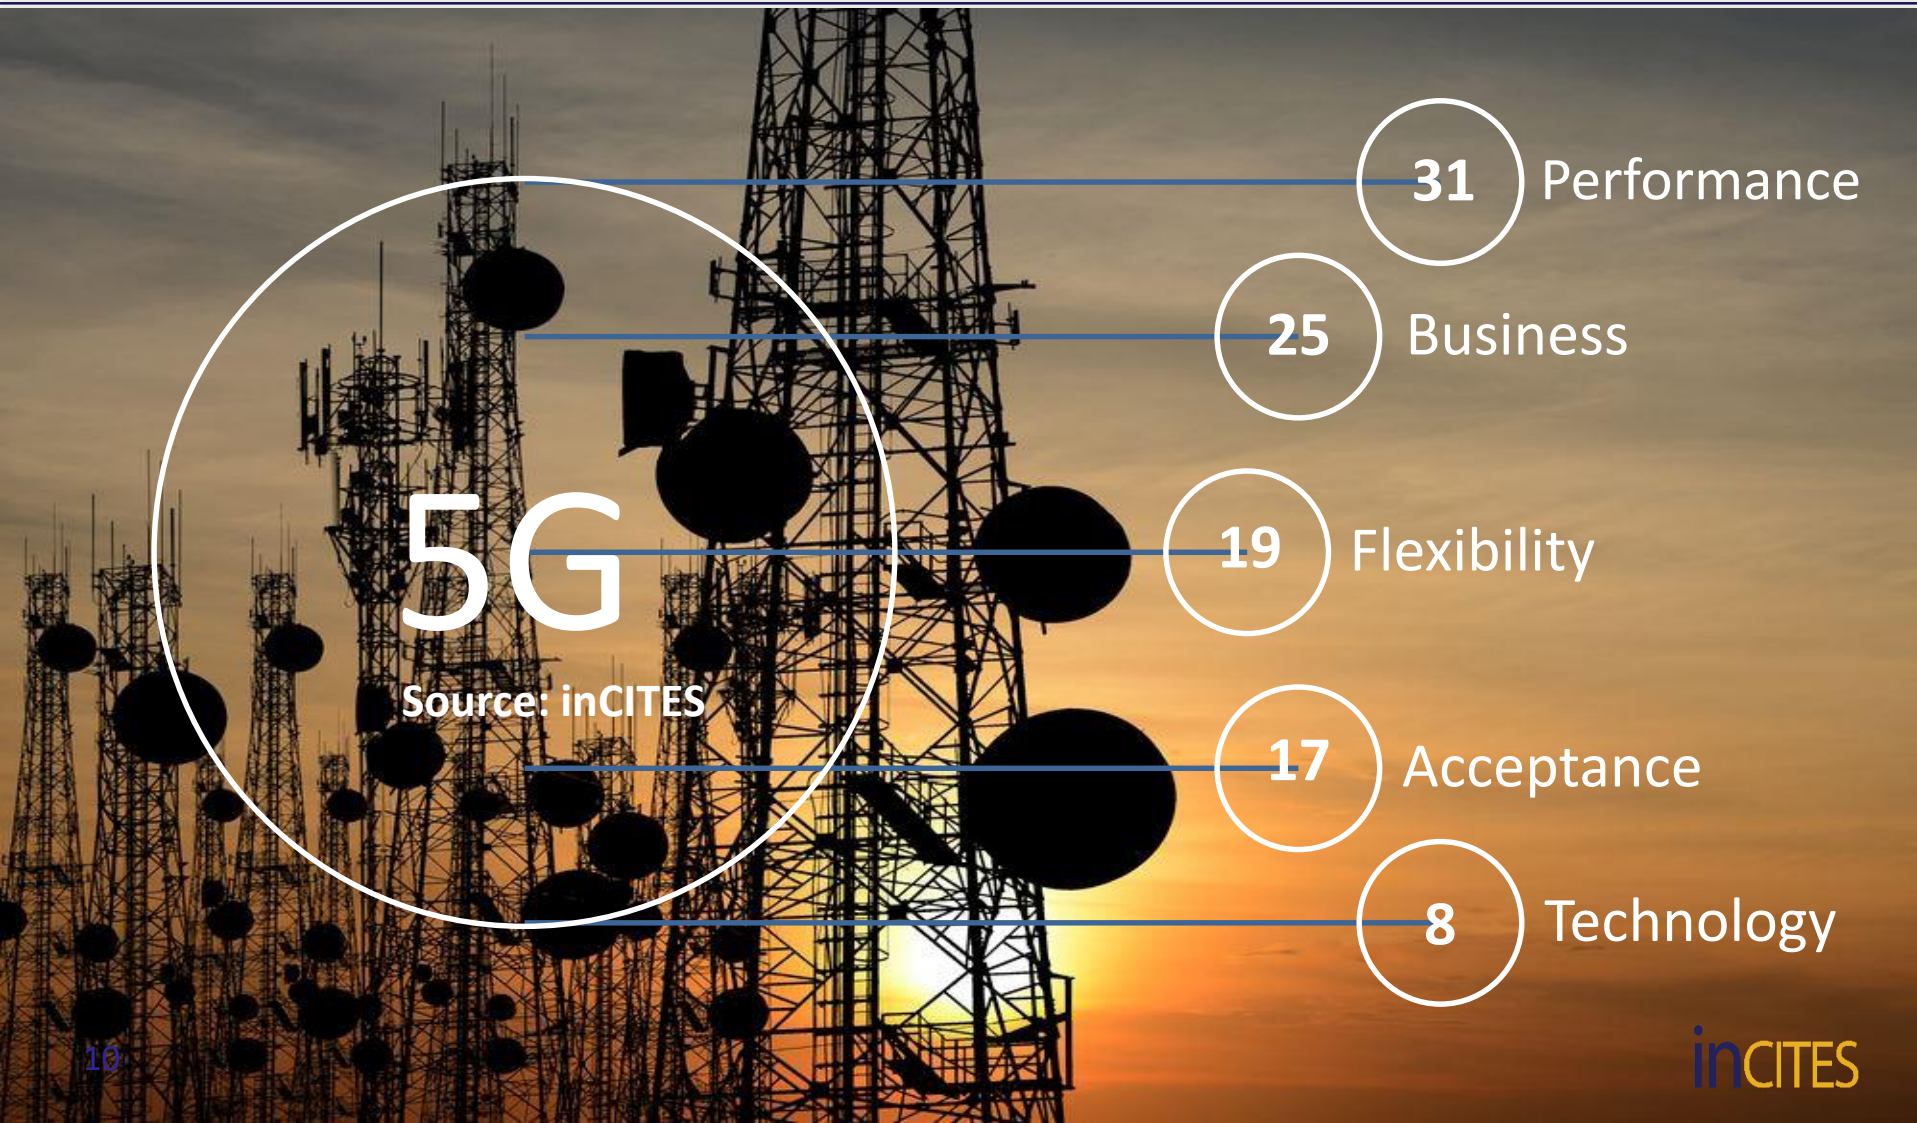 31 Performance
25 Business
5G
19 Flexibility
Source: inCITES
17 Acceptance
8 Technology
10
inCITES